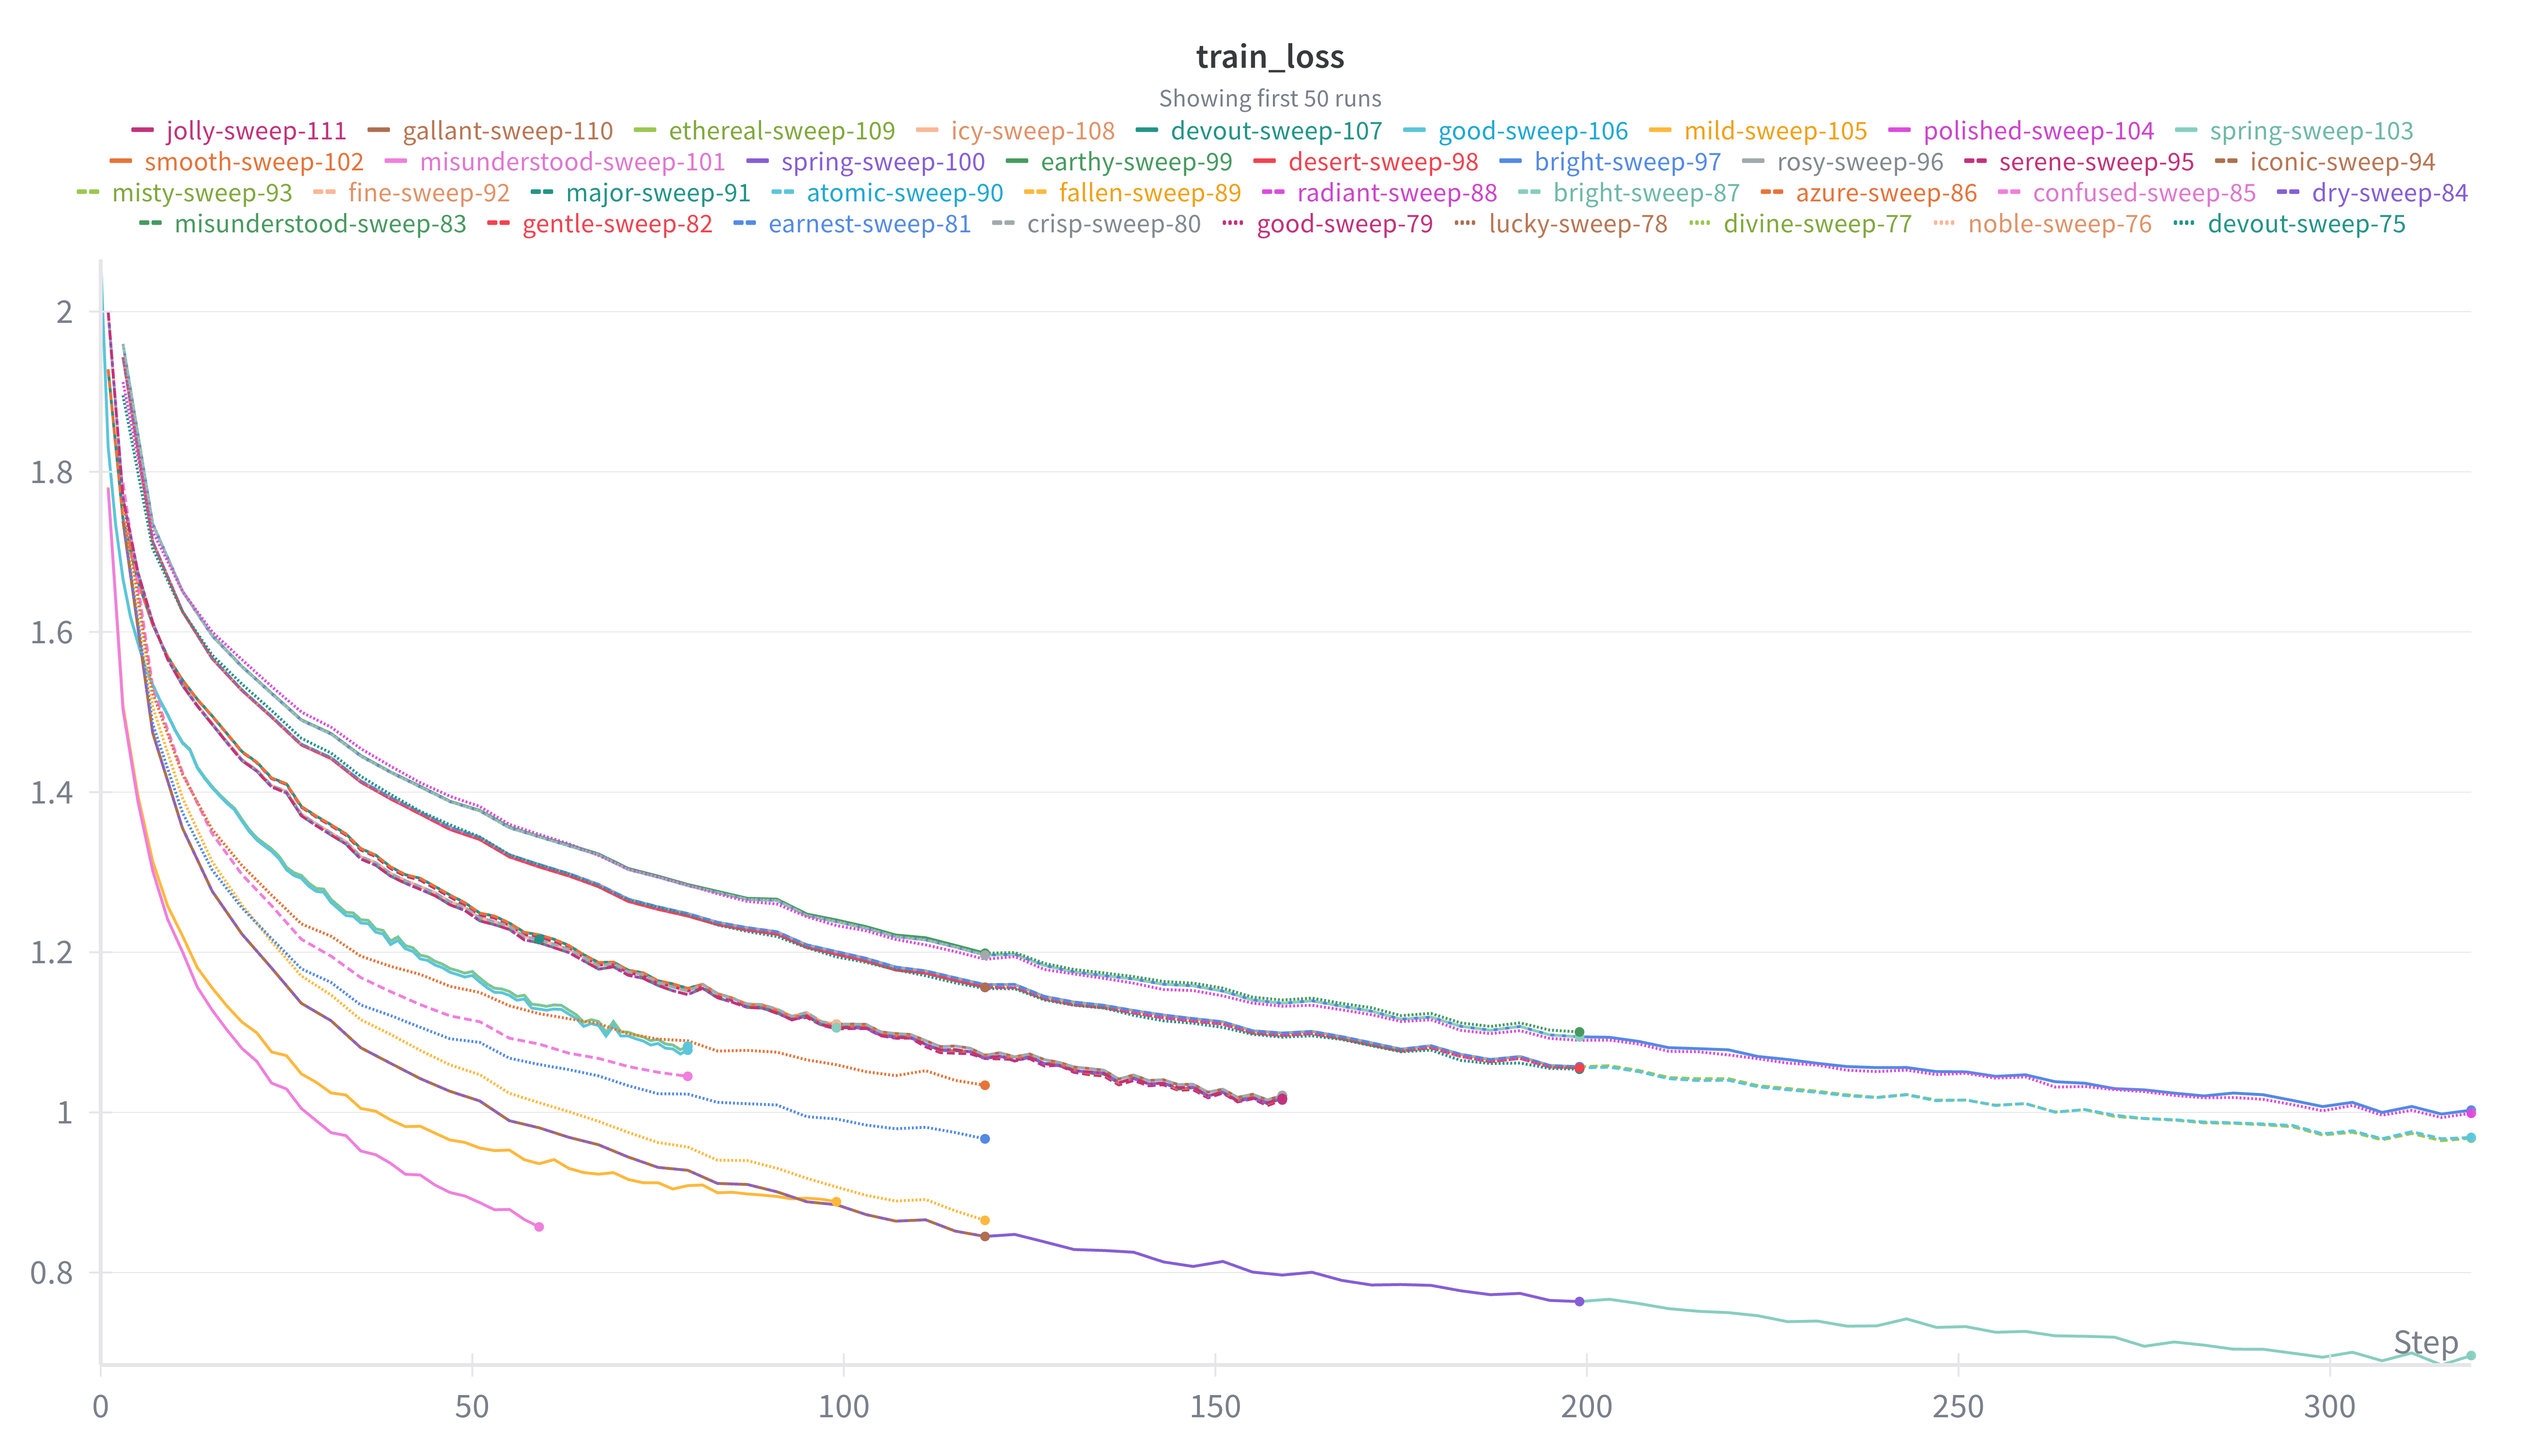 train_loss
Showing first 50 runs
jolly-sweep-111 gallant-sweep-110 ethereal-sweep-109 icy-sweep-108 devout-sweep-107 good-sweep-106 mild-sweep-105 polished-sweep-104 spring-sweep-103
smooth-sweep-102 misunderstood-sweep-101 spring-sweep-100 earthy-sweep-99 desert-sweep-98 bright-sweep-97 rosy-sweep-96 serene-sweep-95 iconic-sweep-94
misty-sweep-93 fine-sweep-92 major-sweep-91 atomic-sweep-90 fallen-sweep-89 radiant-sweep-88 bright-sweep-87 azure-sweep-86 confused-sweep-85 dry-sweep-84
misunderstood-sweep-83 gentle-sweep-82 earnest-sweep-81 crisp-sweep-80 good-sweep-79 lucky-sweep-78 divine-sweep-77 noble-sweep-76 devout-sweep-75
2
1.8
1.6
1.4
1.2
1
0.8
Step
0 50 100 150 200 250 300